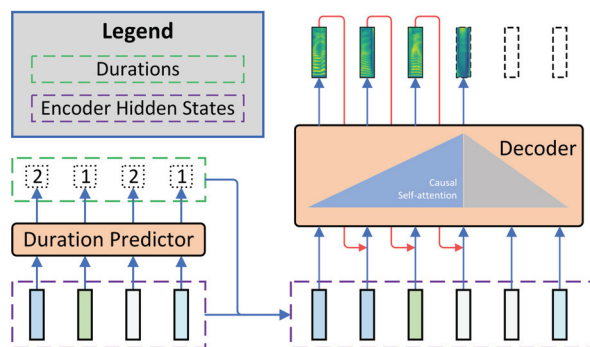 Legend
Durations
Encoder Hidden States
2 1 2 1
Duration Predictor
Decoder
Causal
Self-attention